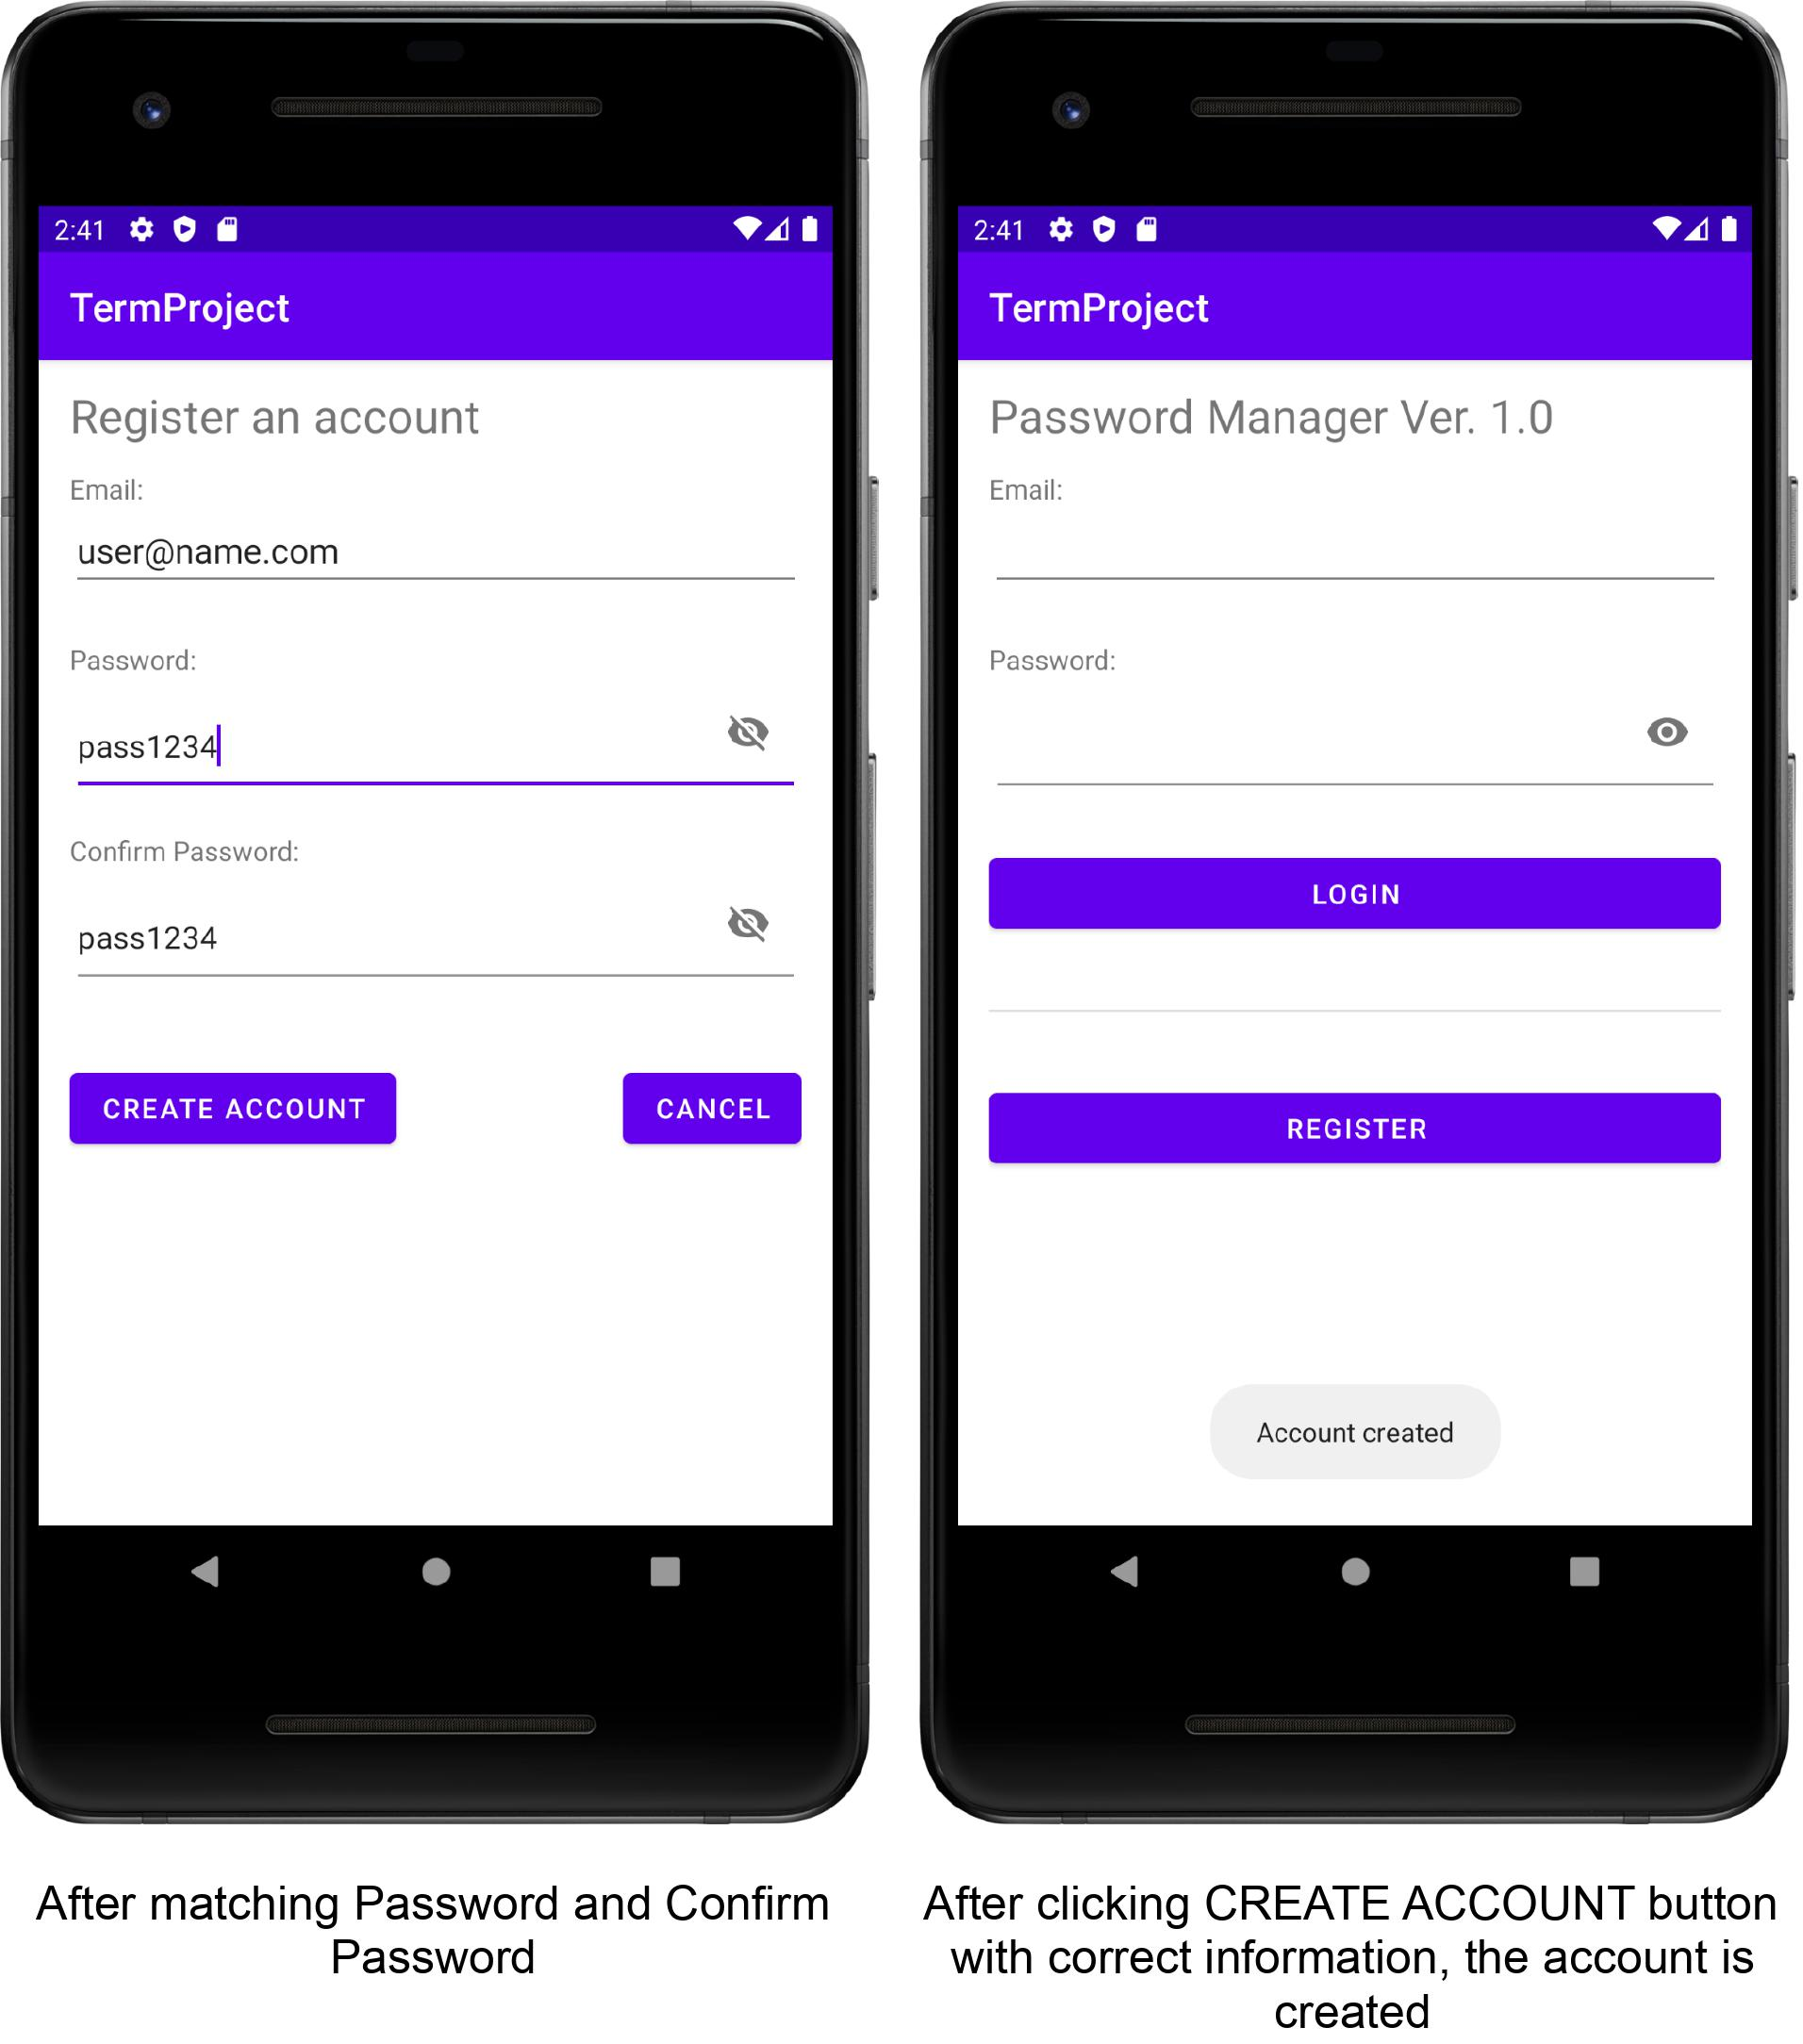 2:41
TermProject
Register an account
Email:
user@name.com
Password:
pass1234
Confirm Password:
pass1234
CREATE ACCOUNT
CANCEL
After matching Password and Confirm
Password
2:41
TermProject
Password Manager Ver. 1.0
Email:
Password:
LOGIN
REGISTER
Account created
After clicking CREATE ACCOUNT button
with correct information, the account is
created